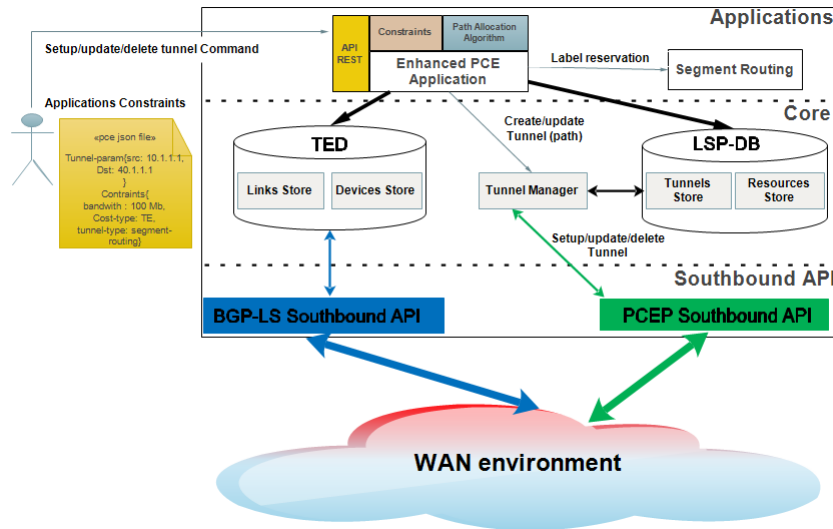 Applications
Setup/update/delete tunnel Command
API
REST
Constraints
Path Allocation
Algorithm
Enhanced PCE
Application
Label reservation
Segment Routing
Applications Constraints
«pce json file»
Tunnel-param{src: 10.1.1.1,
Dst: 40.1.1.1
}
Contraints{
bandwith : 100 Mb,
Cost-type: TE,
tunnel-type: segment-
routing}
Core
TED
Links Store
Devices Store
Create/update
Tunnel (path)
Tunnel Manager
LSP-DB
Tunnels
Store
Resources
Store
Setup/update/delete
Tunnel
Southbound API
BGP-LS Southbound API
PCEP Southbound API
WAN environment